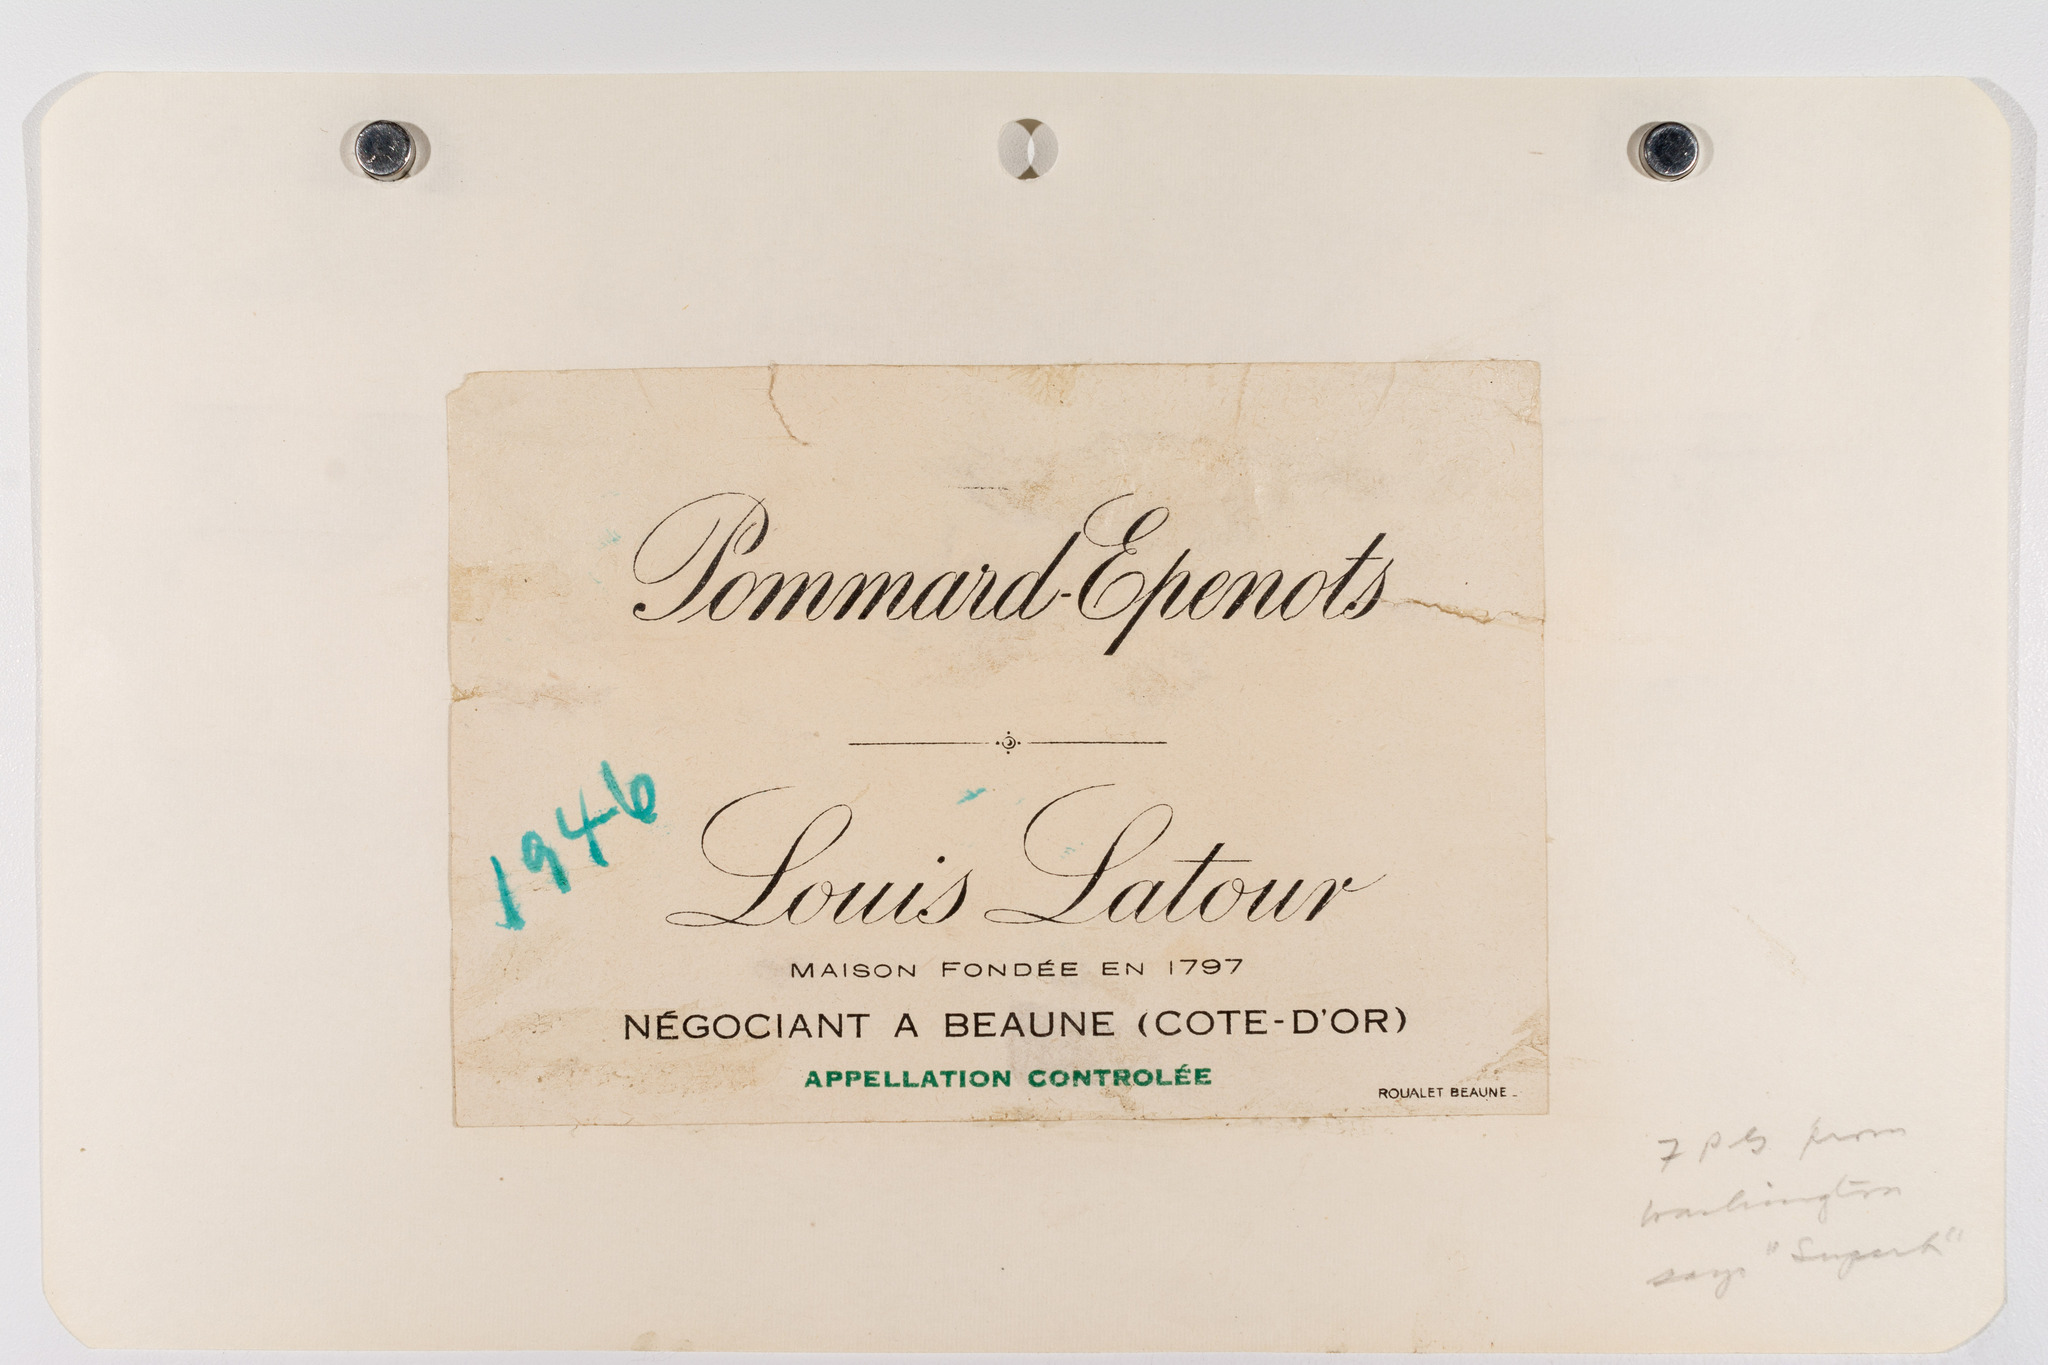 Pommard-Epenots
1946
Louis Latour
MAISON FONDÉE EN 1797
NÉGOCIANT A BEAUNE (COTE-D'OR)
APPELLATION CONTROLÉE
ROUALET BEAUNE
7 from
Washington
says "Superb"